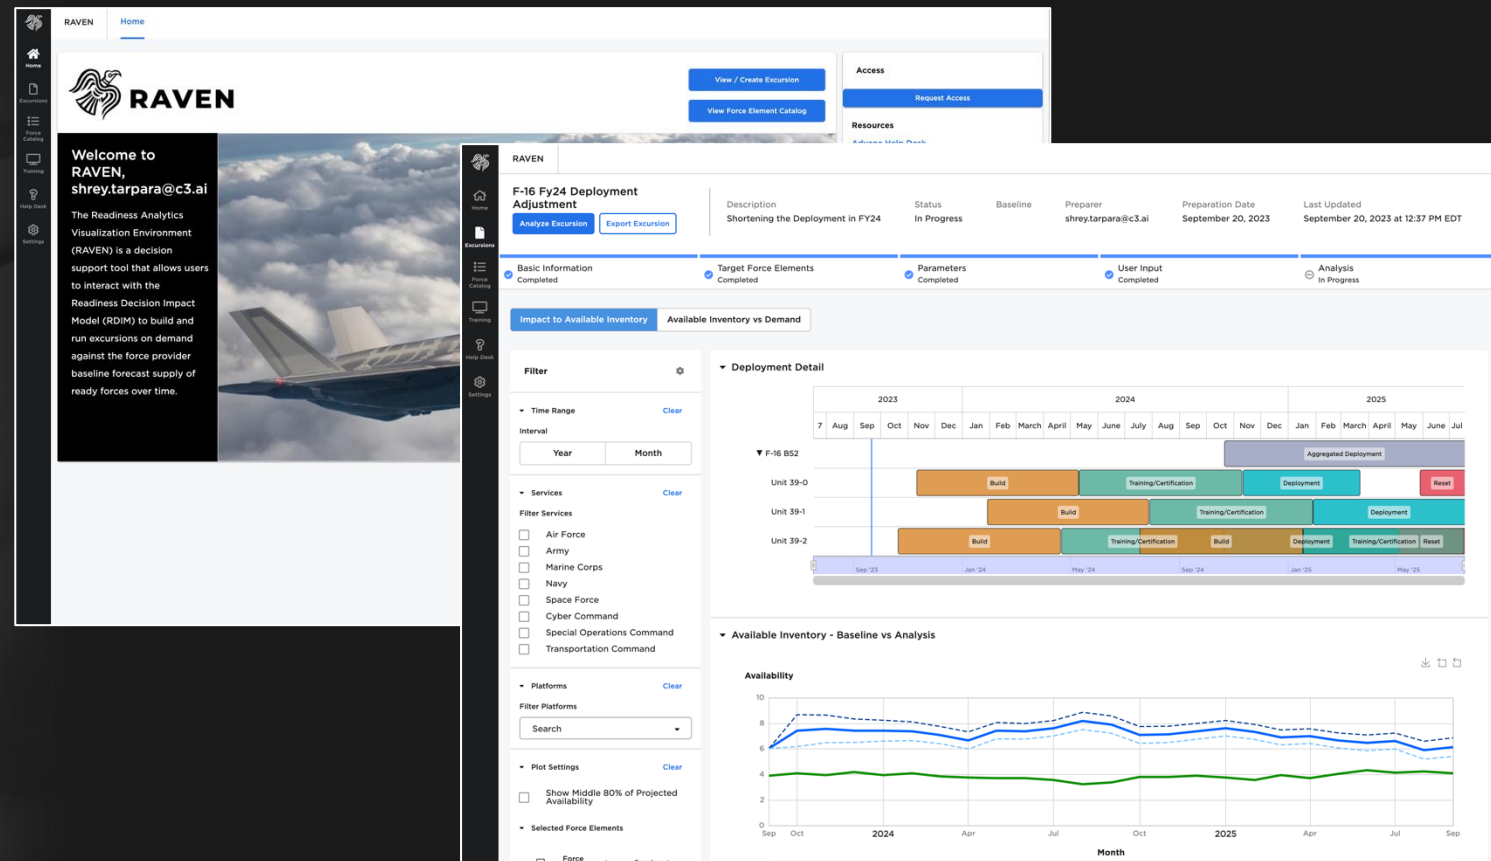 RAVEN
Home
Home
Excursions
Force
Catalog
Training
Help Desk
Settings
RAVEN
View / Create Excursion
View Force Element Catalog
Access
Request Access
Resources
Advana Help Desk
Welcome to
RAVEN,
shrey.tarpara@c3.ai
The Readiness Analytics
Visualization Environment
(RAVEN) is a decision
support tool that allows users
to interact with the
Readiness Decision Impact
Model (RDIM) to build and
run excursions on demand
against the force provider
baseline forecast supply of
ready forces over time.
RAVEN
Home
Excursions
Force
Catalog
Training
Help Desk
Settings
F-16 Fy24 Deployment
Adjustment
Analyze Excursion
Export Excursion
Description
Shortening the Deployment in FY24
Status
In Progress
Baseline
Preparer
shrey.tarpara@c3.ai
Preparation Date
September 20, 2023
Last Updated
September 20, 2023 at 12:37 PM EDT
Basic Information
Completed
Target Force Elements
Completed
Parameters
Completed
User Input
Completed
Analysis
In Progress
Impact to Available Inventory
Available Inventory vs Demand
Filter
Time Range Clear
Interval
Year Month
Services Clear
Filter Services
Air Force
Army
Marine Corps
Navy
Space Force
Cyber Command
Special Operations Command
Transportation Command
Platforms Clear
Filter Platforms
Search
Plot Settings Clear
Show Middle 80% of Projected
Availability
Selected Force Elements
Force
Deployment Detail
2023 2024 2025
7 Aug Sep Oct Nov Dec Jan Feb March April May June July Aug Sep Oct Nov Dec Jan Feb March April May June Jul
F-16 B52 Aggregated Deployment
Unit 39-0 Build Training/Certification Deployment Reset
Unit 39-1 Build Training/Certification Deployment
Unit 39-2 Build Training/Certification Build Deployment Training/Certification Reset
Sep '23 Jan '24 May '24 Sep '24 Jan '25 May '25
Available Inventory - Baseline vs Analysis
Availability
10
8
6
4
2
0
Sep Oct 2024 Apr Jul Oct 2025 Apr Jul Sep
Month